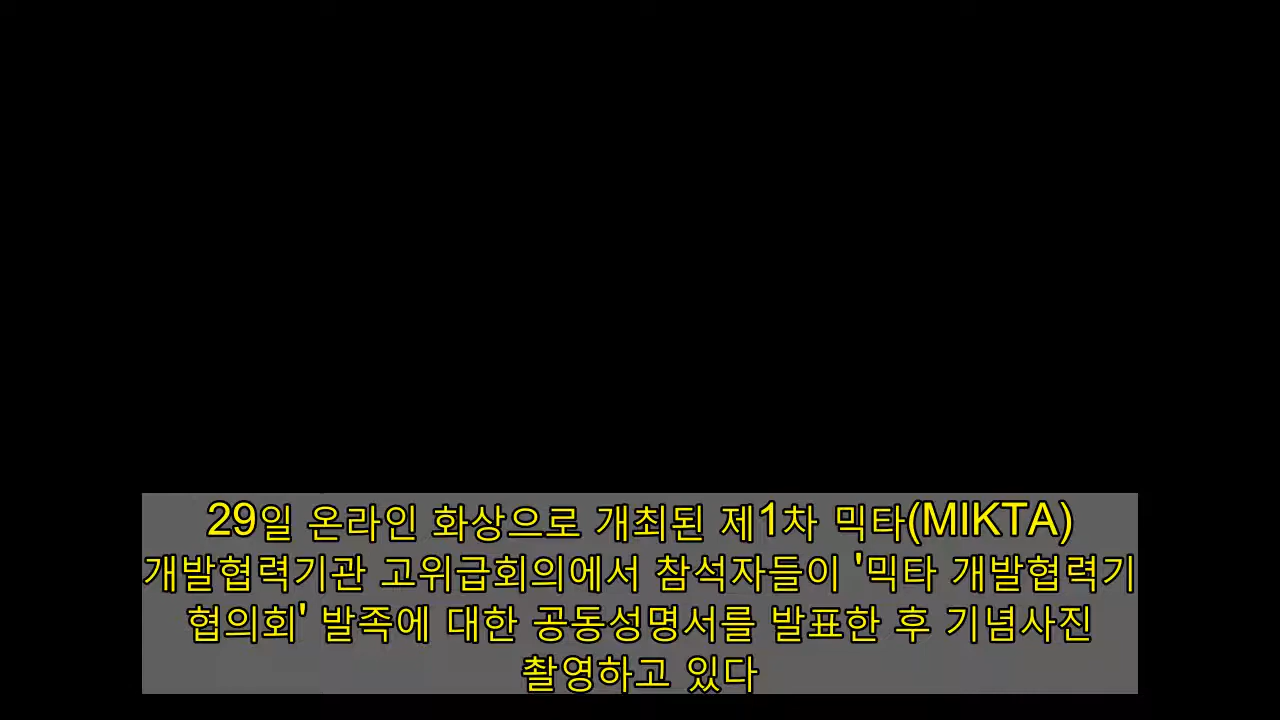 29일 온라인 화상으로 개최된 제1차 믹타(MIKTA)
개발협력기관 고위급회의에서 참석자들이 '믹타 개발협력기
협의회' 발족에 대한 공동성명서를 발표한 후 기념사진
촬영하고 있다